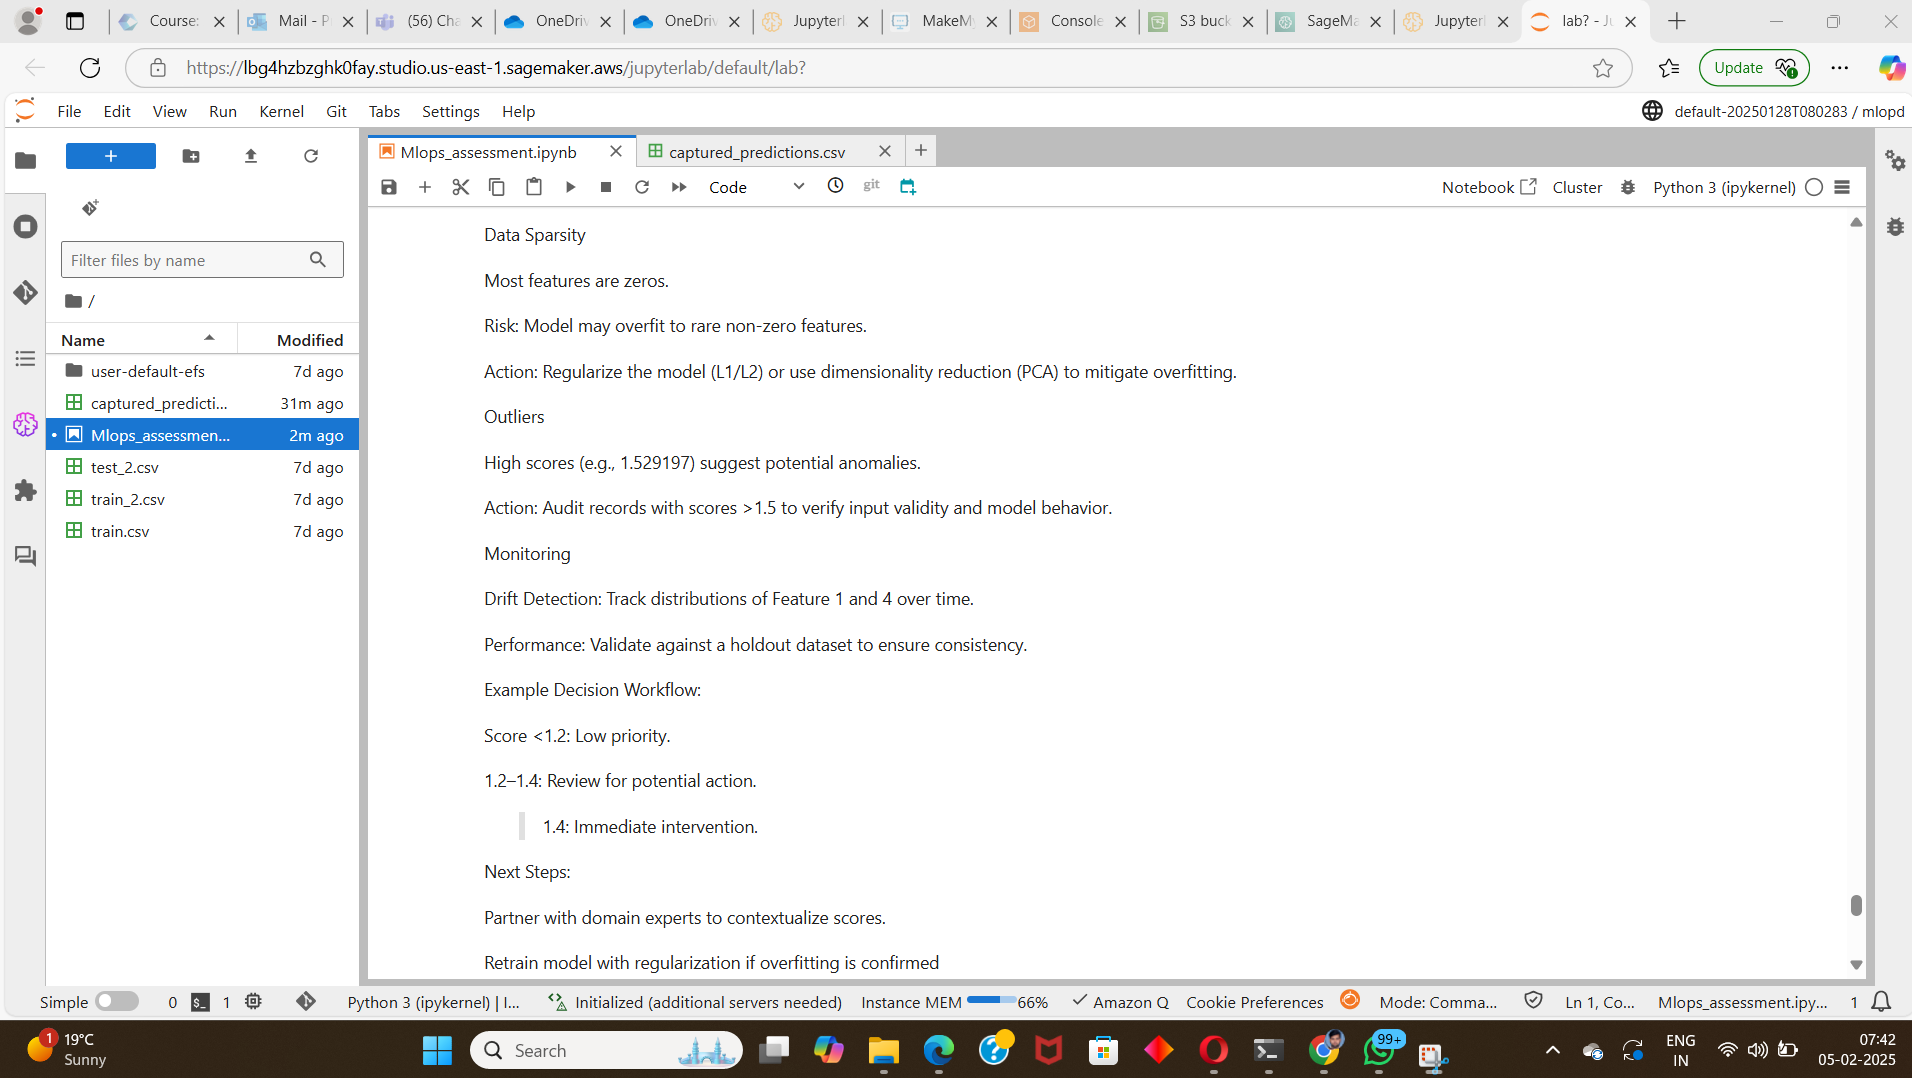 Course:
Mail - P
(56) Cha
OneDriv
OneDriv
Jupyterl
MakeMy
Console
S3 buck
SageMa
Jupyterl
lab? - Ju
https://lbg4hzbzghk0fay.studio.us-east-1.sagemaker.aws/jupyterlab/default/lab?
Update
File Edit View Run Kernel Git Tabs Settings Help
default-20250128T080283 / mlopd
Mlops_assessment.ipynb
captured_predictions.csv
Code
git
Notebook
Cluster
Python 3 (ipykernel)
Filter files by name
/
Name Modified
user-default-efs 7d ago
captured_predicti... 31m ago
Mlops_assessmen... 2m ago
test_2.csv 7d ago
train_2.csv 7d ago
train.csv 7d ago
Data Sparsity
Most features are zeros.
Risk: Model may overfit to rare non-zero features.
Action: Regularize the model (L1/L2) or use dimensionality reduction (PCA) to mitigate overfitting.
Outliers
High scores (e.g., 1.529197) suggest potential anomalies.
Action: Audit records with scores >1.5 to verify input validity and model behavior.
Monitoring
Drift Detection: Track distributions of Feature 1 and 4 over time.
Performance: Validate against a holdout dataset to ensure consistency.
Example Decision Workflow:
Score <1.2: Low priority.
1.2–1.4: Review for potential action.
1.4: Immediate intervention.
Next Steps:
Partner with domain experts to contextualize scores.
Retrain model with regularization if overfitting is confirmed
Simple 0 $_ 1 Python 3 (ipykernel) | I... Initialized (additional servers needed) Instance MEM 66% Amazon Q Cookie Preferences Mode: Comma... Ln 1, Co... Mlops_assessment.ipy... 1
1
19°C
Sunny
Search
99+
ENG
IN
07:42
05-02-2025